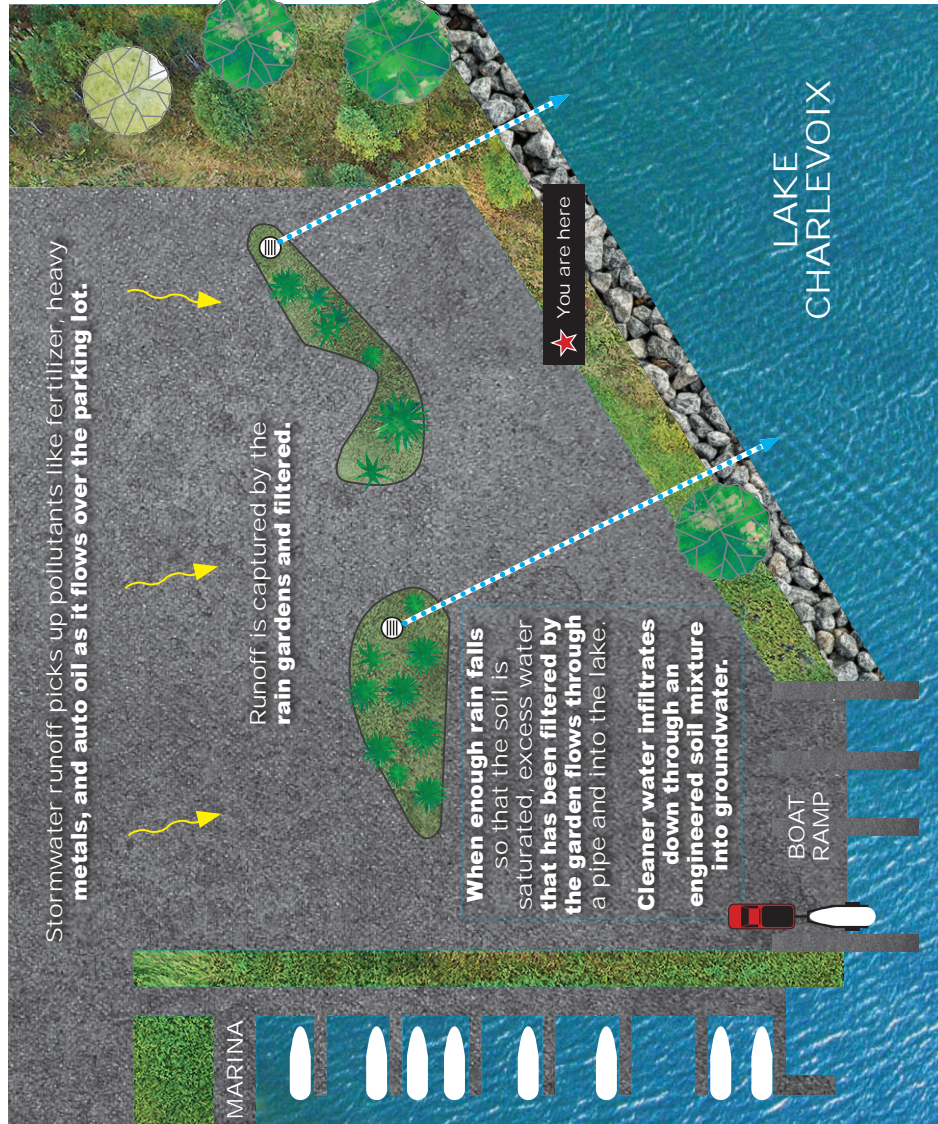 Stormwater runoff picks up pollutants like fertilizer, heavy
metals, and auto oil as it flows over the parking lot.
Runoff is captured by the
rain gardens and filtered.
When enough rain falls
so that the soil is
saturated, excess water
that has been filtered by
the garden flows through
a pipe and into the lake.
Cleaner water infiltrates
down through an
engineered soil mixture
into groundwater.
You are here
LAKE
CHARLEVOIX
BOAT
RAMP
MARINA